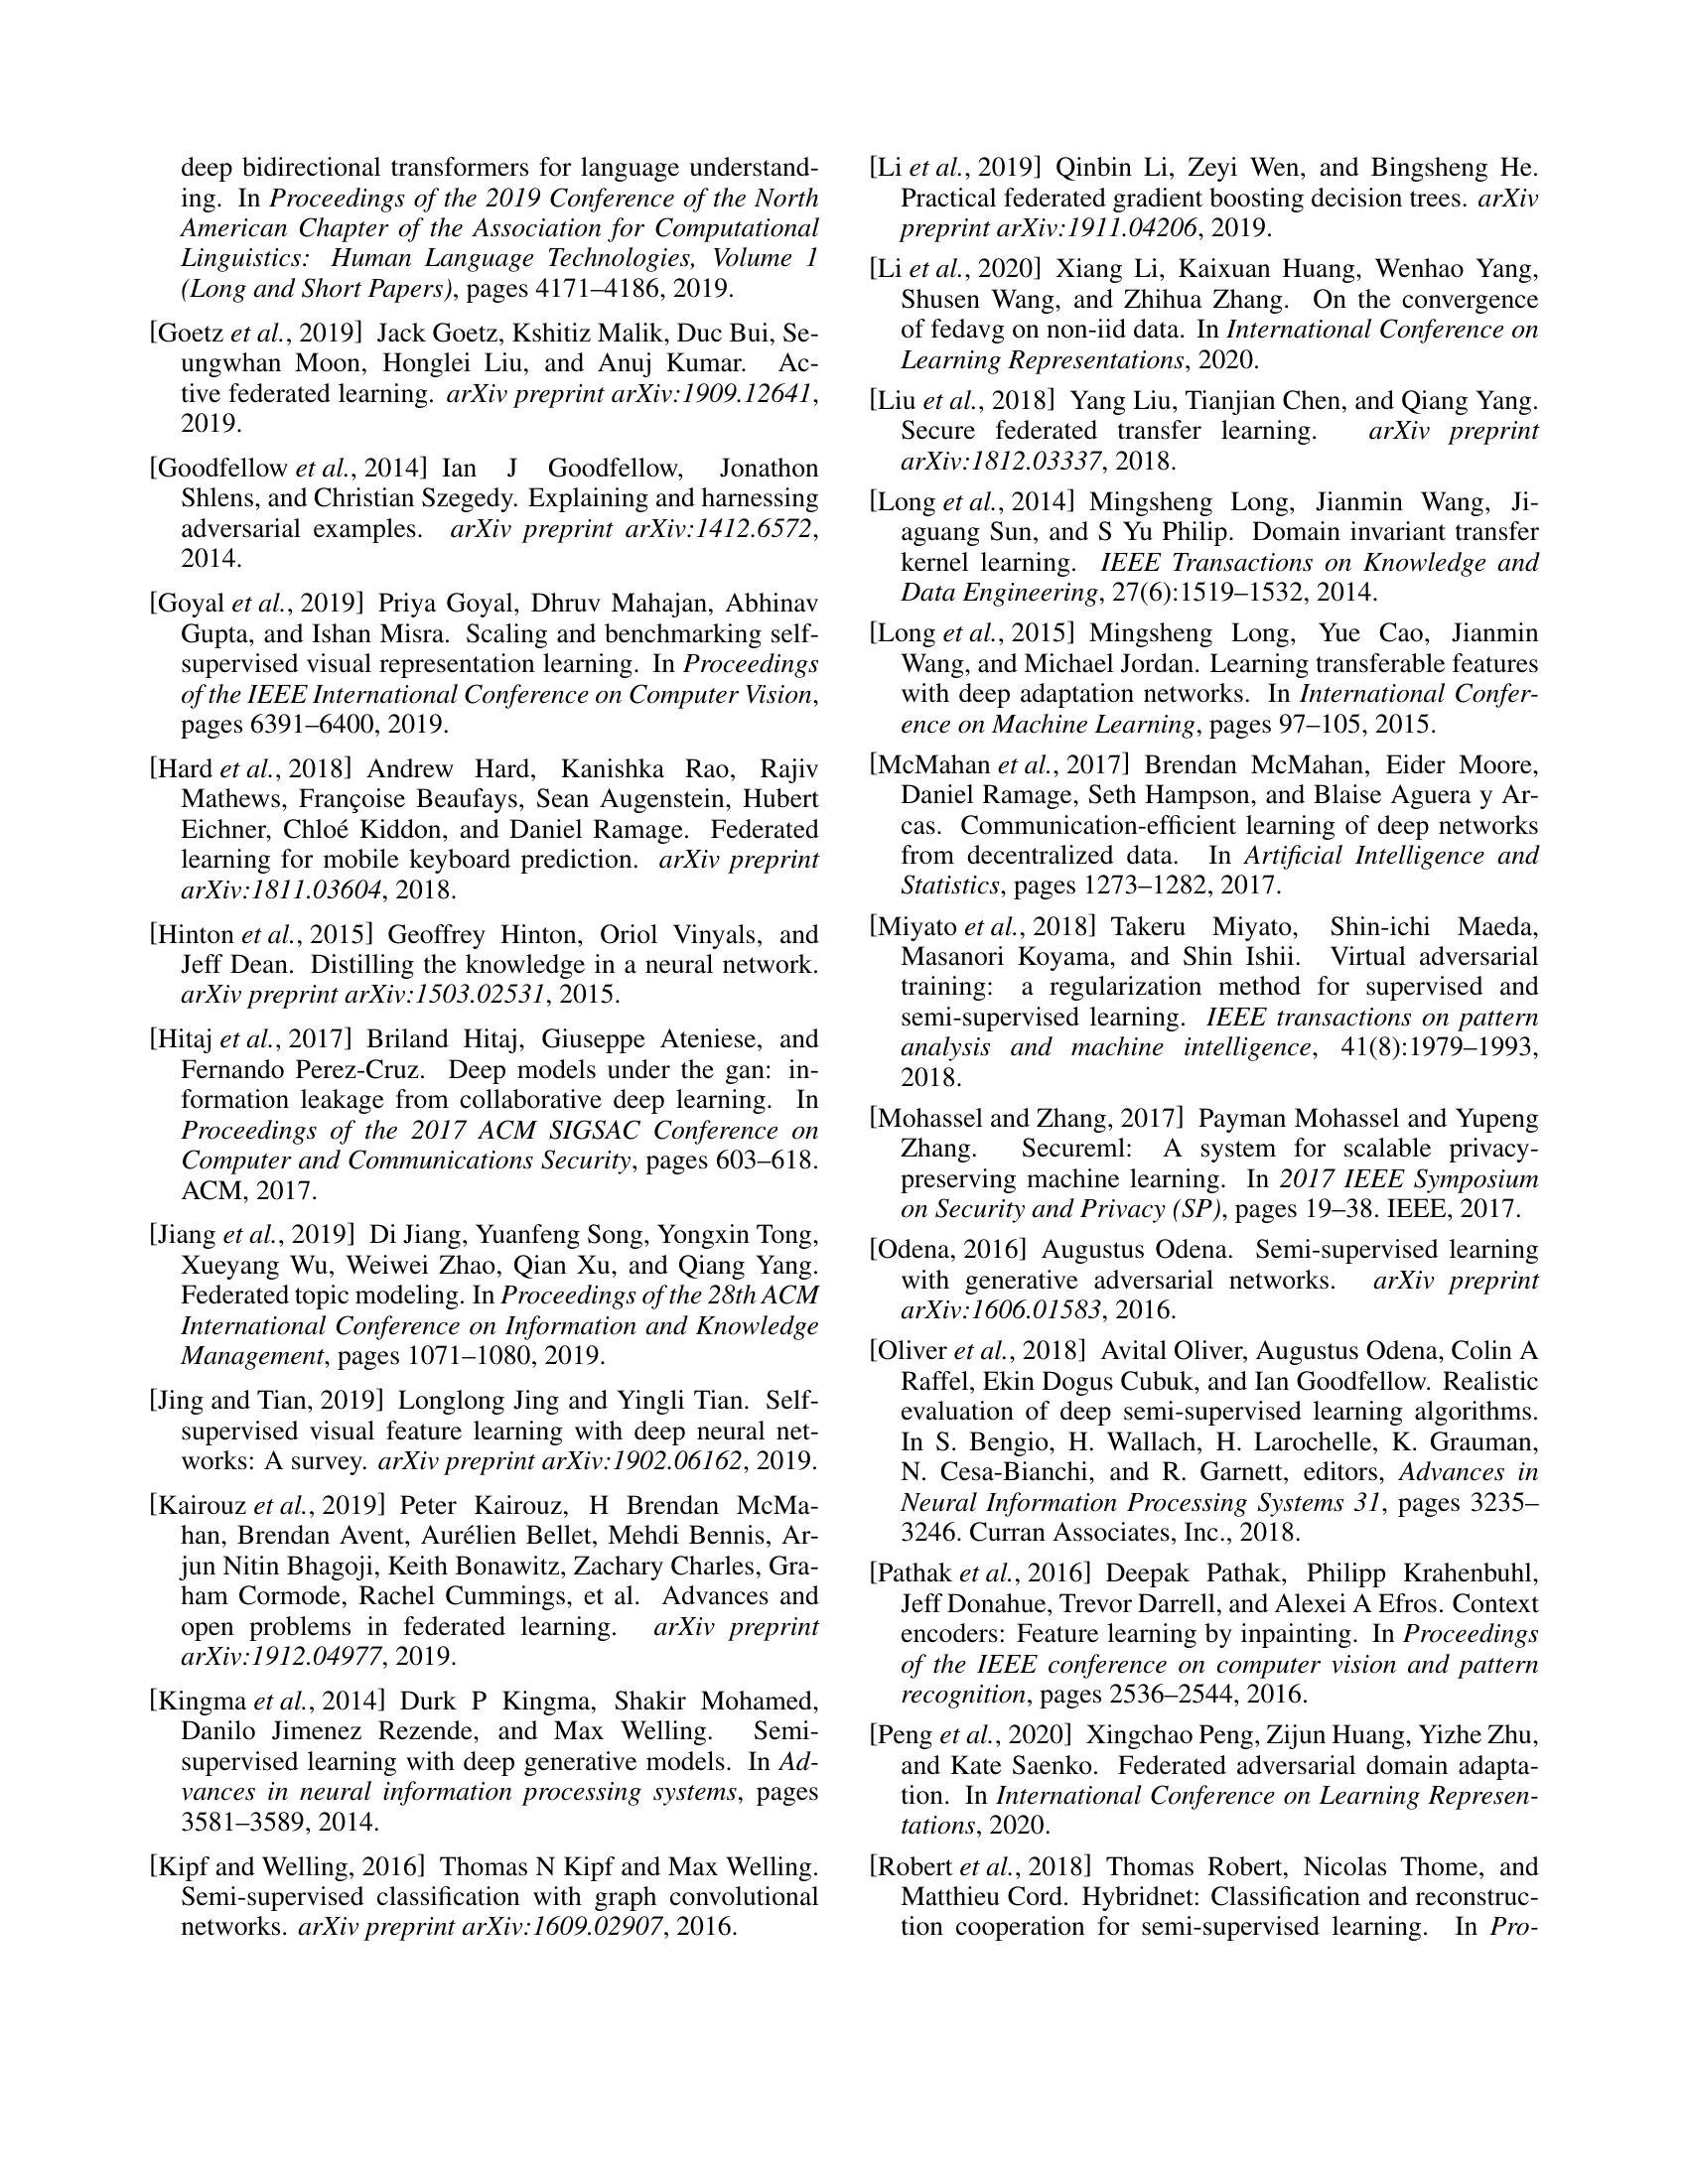 deep bidirectional transformers for language understand-
ing. In Proceedings of the 2019 Conference of the North
American Chapter of the Association for Computational
Linguistics: Human Language Technologies, Volume 1
(Long and Short Papers), pages 4171–4186, 2019.
[Goetz et al., 2019] Jack Goetz, Kshitiz Malik, Duc Bui, Se-
ungwhan Moon, Honglei Liu, and Anuj Kumar. Ac-
tive federated learning. arXiv preprint arXiv:1909.12641,
2019.
[Goodfellow et al., 2014] Ian J Goodfellow, Jonathon
Shlens, and Christian Szegedy. Explaining and harnessing
adversarial examples. arXiv preprint arXiv:1412.6572,
2014.
[Goyal et al., 2019] Priya Goyal, Dhruv Mahajan, Abhinav
Gupta, and Ishan Misra. Scaling and benchmarking self-
supervised visual representation learning. In Proceedings
of the IEEE International Conference on Computer Vision,
pages 6391–6400, 2019.
[Hard et al., 2018] Andrew Hard, Kanishka Rao, Rajiv
Mathews, Françoise Beaufays, Sean Augenstein, Hubert
Eichner, Chloé Kiddon, and Daniel Ramage. Federated
learning for mobile keyboard prediction. arXiv preprint
arXiv:1811.03604, 2018.
[Hinton et al., 2015] Geoffrey Hinton, Oriol Vinyals, and
Jeff Dean. Distilling the knowledge in a neural network.
arXiv preprint arXiv:1503.02531, 2015.
[Hitaj et al., 2017] Briland Hitaj, Giuseppe Ateniese, and
Fernando Perez-Cruz. Deep models under the gan: in-
formation leakage from collaborative deep learning. In
Proceedings of the 2017 ACM SIGSAC Conference on
Computer and Communications Security, pages 603–618.
ACM, 2017.
[Jiang et al., 2019] Di Jiang, Yuanfeng Song, Yongxin Tong,
Xueyang Wu, Weiwei Zhao, Qian Xu, and Qiang Yang.
Federated topic modeling. In Proceedings of the 28th ACM
International Conference on Information and Knowledge
Management, pages 1071–1080, 2019.
[Jing and Tian, 2019] Longlong Jing and Yingli Tian. Self-
supervised visual feature learning with deep neural net-
works: A survey. arXiv preprint arXiv:1902.06162, 2019.
[Kairouz et al., 2019] Peter Kairouz, H Brendan McMa-
han, Brendan Avent, Aurélien Bellet, Mehdi Bennis, Ar-
jun Nitin Bhagoji, Keith Bonawitz, Zachary Charles, Gra-
ham Cormode, Rachel Cummings, et al. Advances and
open problems in federated learning. arXiv preprint
arXiv:1912.04977, 2019.
[Kingma et al., 2014] Durk P Kingma, Shakir Mohamed,
Danilo Jimenez Rezende, and Max Welling. Semi-
supervised learning with deep generative models. In Ad-
vances in neural information processing systems, pages
3581–3589, 2014.
[Kipf and Welling, 2016] Thomas N Kipf and Max Welling.
Semi-supervised classification with graph convolutional
networks. arXiv preprint arXiv:1609.02907, 2016.
[Li et al., 2019] Qinbin Li, Zeyi Wen, and Bingsheng He.
Practical federated gradient boosting decision trees. arXiv
preprint arXiv:1911.04206, 2019.
[Li et al., 2020] Xiang Li, Kaixuan Huang, Wenhao Yang,
Shusen Wang, and Zhihua Zhang. On the convergence
of fedavg on non-iid data. In International Conference on
Learning Representations, 2020.
[Liu et al., 2018] Yang Liu, Tianjian Chen, and Qiang Yang.
Secure federated transfer learning. arXiv preprint
arXiv:1812.03337, 2018.
[Long et al., 2014] Mingsheng Long, Jianmin Wang, Ji-
aguang Sun, and S Yu Philip. Domain invariant transfer
kernel learning. IEEE Transactions on Knowledge and
Data Engineering, 27(6):1519–1532, 2014.
[Long et al., 2015] Mingsheng Long, Yue Cao, Jianmin
Wang, and Michael Jordan. Learning transferable features
with deep adaptation networks. In International Confer-
ence on Machine Learning, pages 97–105, 2015.
[McMahan et al., 2017] Brendan McMahan, Eider Moore,
Daniel Ramage, Seth Hampson, and Blaise Aguera y Ar-
cas. Communication-efficient learning of deep networks
from decentralized data. In Artificial Intelligence and
Statistics, pages 1273–1282, 2017.
[Miyato et al., 2018] Takeru Miyato, Shin-ichi Maeda,
Masanori Koyama, and Shin Ishii. Virtual adversarial
training: a regularization method for supervised and
semi-supervised learning. IEEE transactions on pattern
analysis and machine intelligence, 41(8):1979–1993,
2018.
[Mohassel and Zhang, 2017] Payman Mohassel and Yupeng
Zhang. Secureml: A system for scalable privacy-
preserving machine learning. In 2017 IEEE Symposium
on Security and Privacy (SP), pages 19–38. IEEE, 2017.
[Odena, 2016] Augustus Odena. Semi-supervised learning
with generative adversarial networks. arXiv preprint
arXiv:1606.01583, 2016.
[Oliver et al., 2018] Avital Oliver, Augustus Odena, Colin A
Raffel, Ekin Dogus Cubuk, and Ian Goodfellow. Realistic
evaluation of deep semi-supervised learning algorithms.
In S. Bengio, H. Wallach, H. Larochelle, K. Grauman,
N. Cesa-Bianchi, and R. Garnett, editors, Advances in
Neural Information Processing Systems 31, pages 3235–
3246. Curran Associates, Inc., 2018.
[Pathak et al., 2016] Deepak Pathak, Philipp Krahenbuhl,
Jeff Donahue, Trevor Darrell, and Alexei A Efros. Context
encoders: Feature learning by inpainting. In Proceedings
of the IEEE conference on computer vision and pattern
recognition, pages 2536–2544, 2016.
[Peng et al., 2020] Xingchao Peng, Zijun Huang, Yizhe Zhu,
and Kate Saenko. Federated adversarial domain adapta-
tion. In International Conference on Learning Represen-
tations, 2020.
[Robert et al., 2018] Thomas Robert, Nicolas Thome, and
Matthieu Cord. Hybridnet: Classification and reconstruc-
tion cooperation for semi-supervised learning. In Pro-